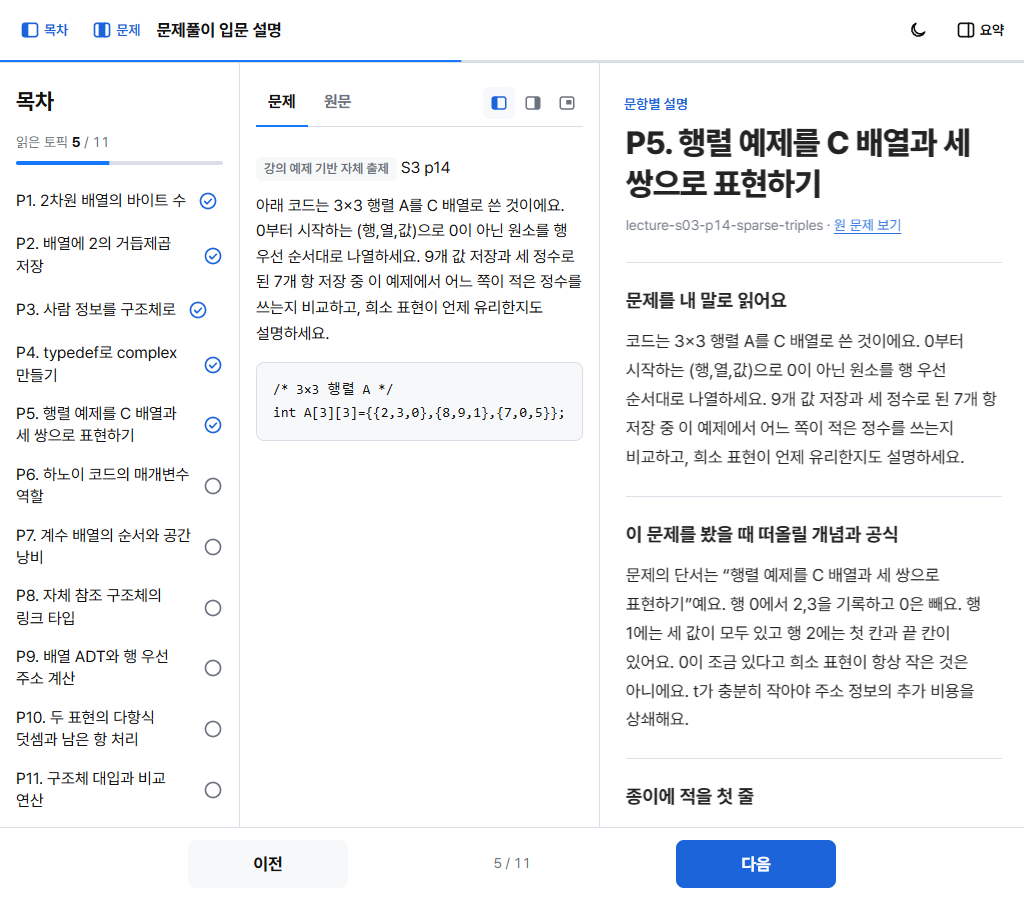 목차
문제
문제풀이 입문 설명
요약
목차
읽은 토픽 5 / 11
P1. 2차원 배열의 바이트 수
P2. 배열에 2의 거듭제곱
저장
P3. 사람 정보를 구조체로
P4. typedef로 complex
만들기
P5. 행렬 예제를 C 배열과
세 쌍으로 표현하기
P6. 하노이 코드의 매개변수
역할
P7. 계수 배열의 순서와 공간
낭비
P8. 자체 참조 구조체의
링크 타입
P9. 배열 ADT와 행 우선
주소 계산
P10. 두 표현의 다항식
덧셈과 남은 항 처리
P11. 구조체 대입과 비교
연산
문제
원문
강의 예제 기반 자체 출제 S3 p14
아래 코드는 3×3 행렬 A를 C 배열로 쓴 것이에요.
0부터 시작하는 (행,열,값)으로 0이 아닌 원소를 행
우선 순서대로 나열하세요. 9개 값 저장과 세 정수로
된 7개 항 저장 중 이 예제에서 어느 쪽이 적은 정수를
쓰는지 비교하고, 희소 표현이 언제 유리한지도
설명하세요.
/* 3x3 행렬 A */
int A[3][3]={{2,3,0},{8,9,1},{7,0,5}};
문항별 설명
P5. 행렬 예제를 C 배열과 세
쌍으로 표현하기
lecture-s03-p14-sparse-triples · 원 문제 보기
문제를 내 말로 읽어요
코드는 3×3 행렬 A를 C 배열로 쓴 것이에요. 0부터
시작하는 (행,열,값)으로 0이 아닌 원소를 행 우선
순서대로 나열하세요. 9개 값 저장과 세 정수로 된 7개 항
저장 중 이 예제에서 어느 쪽이 적은 정수를 쓰는지
비교하고, 희소 표현이 언제 유리한지도 설명하세요.
이 문제를 봤을 때 떠올릴 개념과 공식
문제의 단서는 “행렬 예제를 C 배열과 세 쌍으로
표현하기”예요. 행 0에서 2,3을 기록하고 0은 빼요. 행
1에는 세 값이 모두 있고 행 2에는 첫 칸과 끝 칸이
있어요. 0이 조금 있다고 희소 표현이 항상 작은 것은
아니에요. t가 충분히 작아야 주소 정보의 추가 비용을
상쇄해요.
종이에 적을 첫 줄
이전
5 / 11
다음